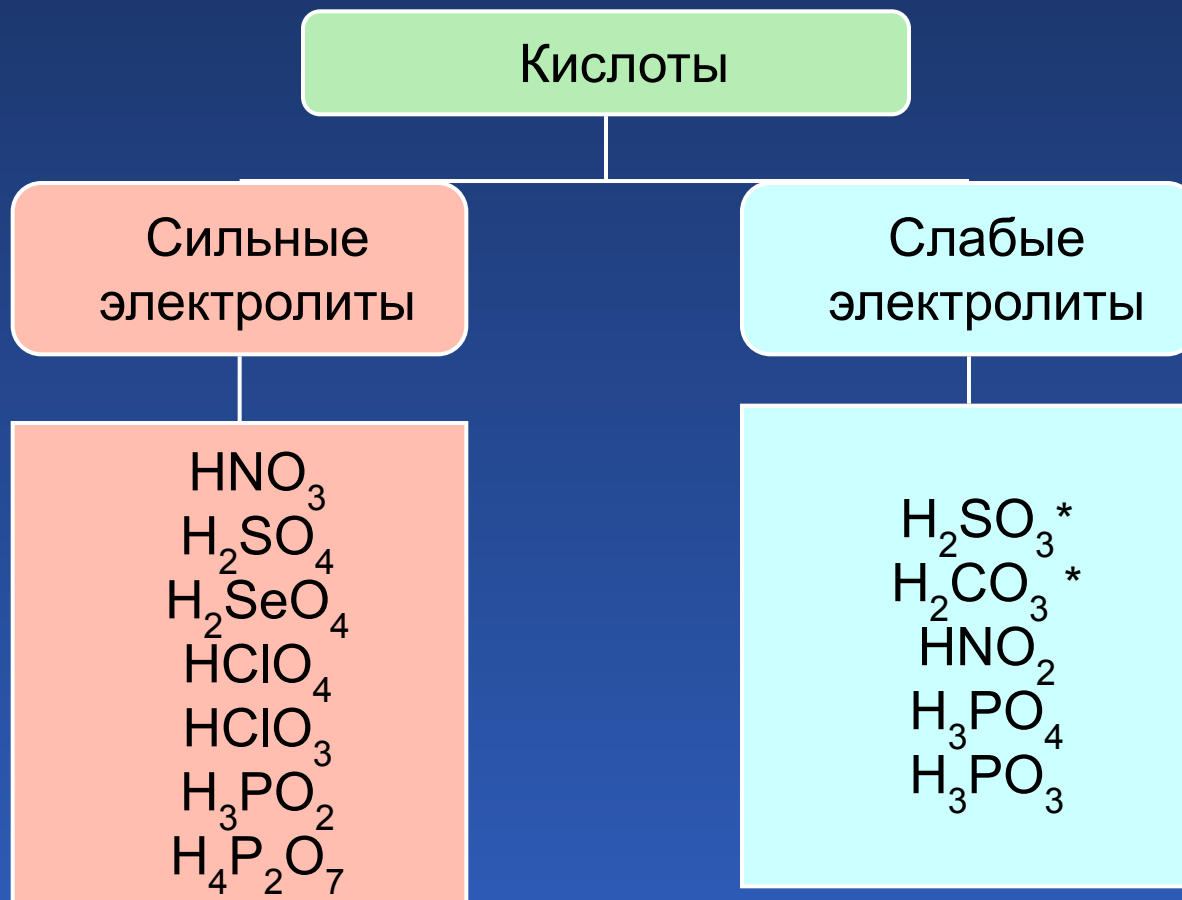 Кислоты
Сильные
электролиты
HNO₃
H₂SO₄
H₂SeO₄
HClO₄
HClO₃
H₃PO₂
H₄P₂O₇
Слабые
электролиты
H₂SO₃*
H₂CO₃ *
HNO₂
H₃PO₄
H₃PO₃